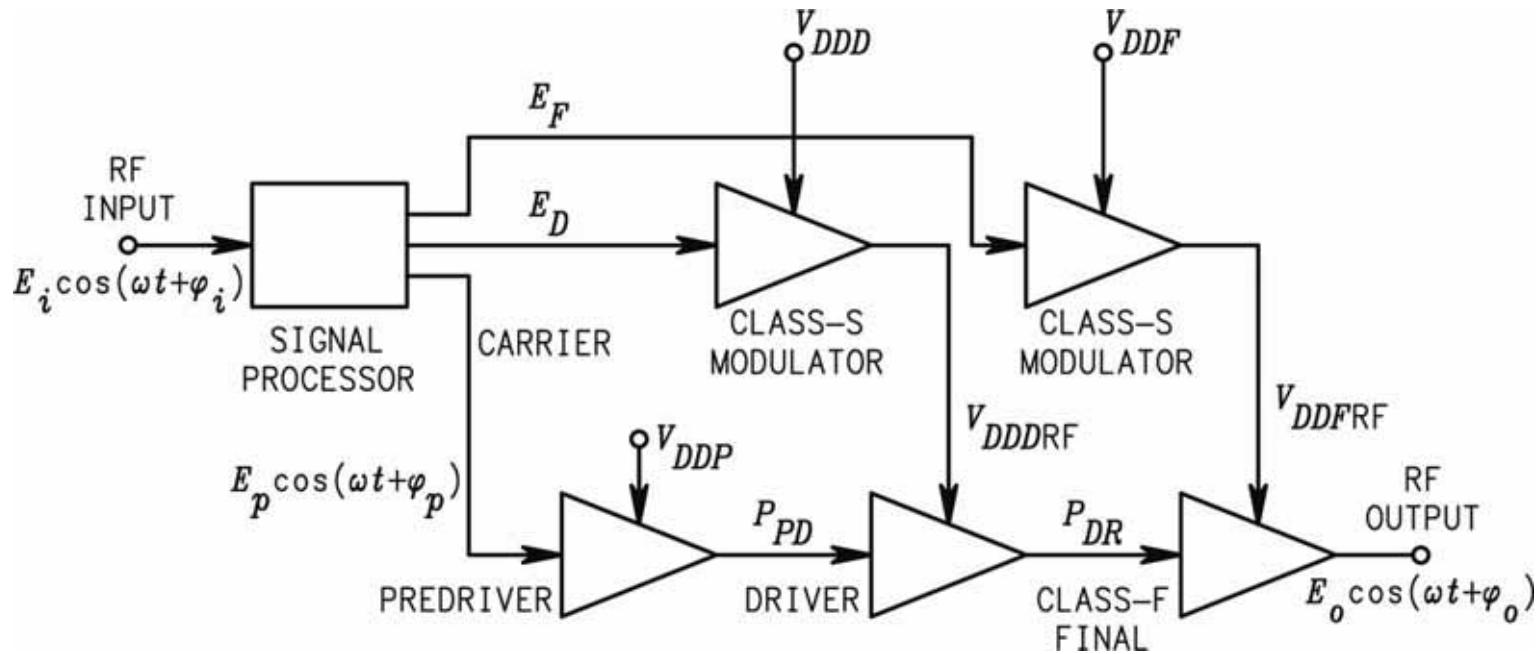 V_DDD
V_DDF
E_F
RF
INPUT
E_D
E_i cos(ωt+φ_i)
SIGNAL
PROCESSOR
CARRIER
CLASS-S
MODULATOR
CLASS-S
MODULATOR
V_DDDRF
V_DDFRF
V_DDP
E_p cos(ωt+φ_p)
P_PD
P_DR
RF
OUTPUT
PREDRIVER
DRIVER
CLASS-F
FINAL
E_o cos(ωt+φ_o)